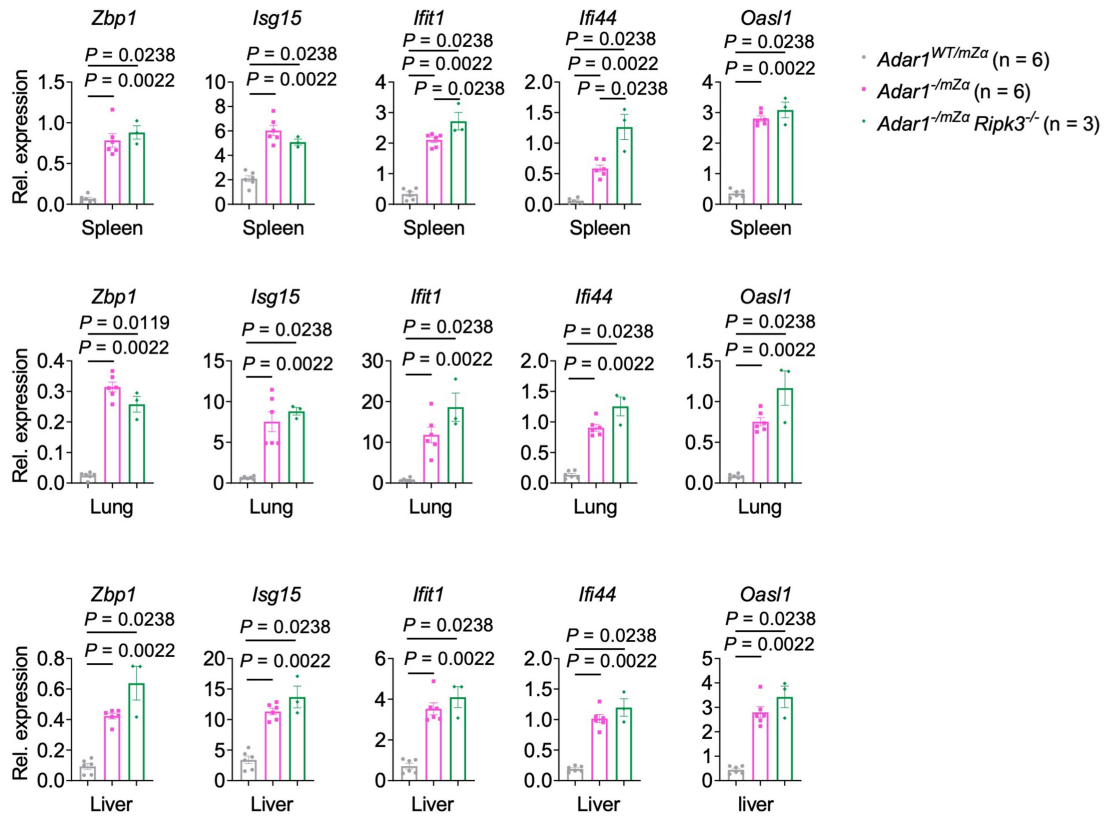 Zbp1 Isg15 Ifit1 Ifi44 Oasl1
P = 0.0238 P = 0.0238 P = 0.0238 P = 0.0238 P = 0.0238
P = 0.0022 P = 0.0022 P = 0.0022 P = 0.0022 P = 0.0022
P = 0.0238 P = 0.0238
Rel. expression
1.5 1.0 0.5 0.0
10 8 6 4 2 0
4 3 2 1 0
2.0 1.5 1.0 0.5 0.0
4 3 2 1 0
Spleen Spleen Spleen Spleen Spleen
Adar1^WT/mZα (n = 6)
Adar1^-/mZα (n = 6)
Adar1^-/mZα Ripk3^-/- (n = 3)
Zbp1 Isg15 Ifit1 Ifi44 Oasl1
P = 0.0119 P = 0.0238 P = 0.0238 P = 0.0238 P = 0.0238
P = 0.0022 P = 0.0022 P = 0.0022 P = 0.0022 P = 0.0022
Rel. expression
0.4 0.3 0.2 0.1 0.0
15 10 5 0
30 20 10 0
2.0 1.5 1.0 0.5 0.0
1.5 1.0 0.5 0.0
Lung Lung Lung Lung Lung
Zbp1 Isg15 Ifit1 Ifi44 Oasl1
P = 0.0238 P = 0.0238 P = 0.0238 P = 0.0238 P = 0.0238
P = 0.0022 P = 0.0022 P = 0.0022 P = 0.0022 P = 0.0022
Rel. expression
0.8 0.6 0.4 0.2 0.0
20 15 10 5 0
6 4 2 0
2.0 1.5 1.0 0.5 0.0
5 4 3 2 1 0
Liver Liver Liver Liver liver